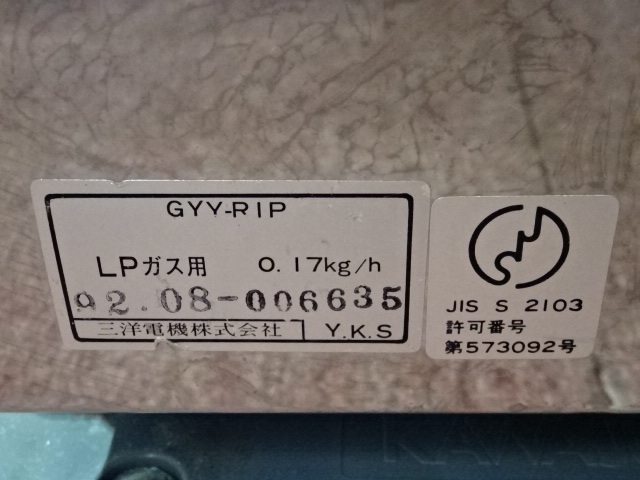 GYY-R1P
LPガス用 0.17kg/h
92.08-006635
三洋電機株式会社 Y.K.S
JIS S 2103
許可番号
第573092号